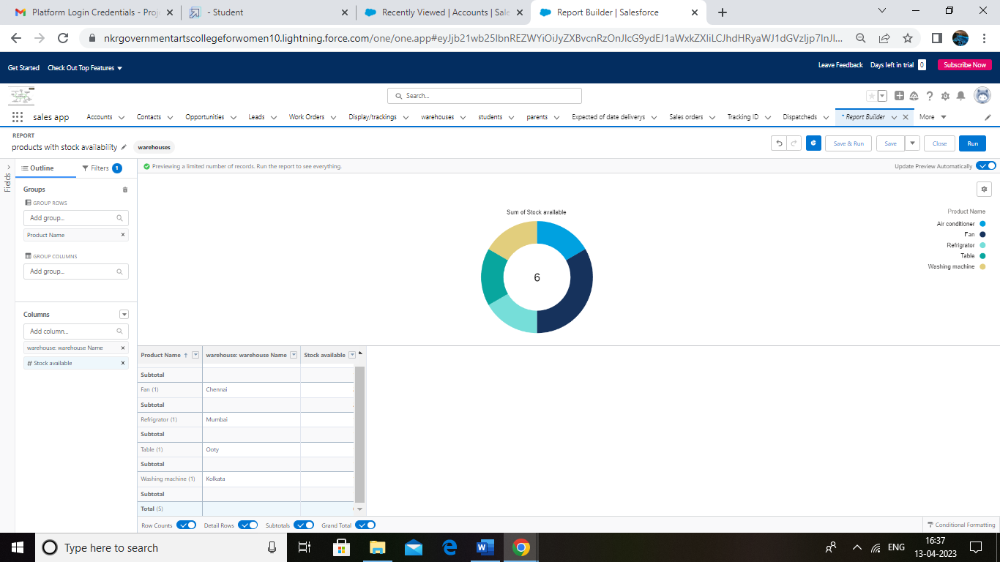 Platform Login Credentials - Proj
- Student
Recently Viewed | Accounts | Sale
Report Builder | Salesforce
nkrgovernmentartscollegeforwomen10.lightning.force.com/one/one.app#eyJjb21wb25lbnREZWYiOiJyZXBvcnRzOnJlcG9ydEJ1aWxkZXIiLCJhdHRyaWJ1dGVzIjp7InJl...
Get Started Check Out Top Features
Leave Feedback Days left in trial 0 Subscribe Now
Search...
sales app Accounts Contacts Opportunities Leads Work Orders Display/trackings warehouses students parents Expected of date deliverys Sales orders Tracking ID Dispatcheds * Report Builder More
REPORT
products with stock availability warehouses
Save & Run Save Close Run
Fields
Outline Filters 1
Previewing a limited number of records. Run the report to see everything.
Update Preview Automatically
Groups
GROUP ROWS
Add group...
Product Name
GROUP COLUMNS
Add group...
Columns
Add column...
warehouse: warehouse Name
# Stock available
Sum of Stock available
6
Product Name
Air conditioner
Fan
Refrigrator
Table
Washing machine
Product Name warehouse: warehouse Name Stock available
Subtotal
Fan (1) Chennai
Subtotal
Refrigrator (1) Mumbai
Subtotal
Table (1) Ooty
Subtotal
Washing machine (1) Kolkata
Subtotal
Total (5)
Row Counts Detail Rows Subtotals Grand Total
Conditional Formatting
Type here to search
ENG
16:37
13-04-2023